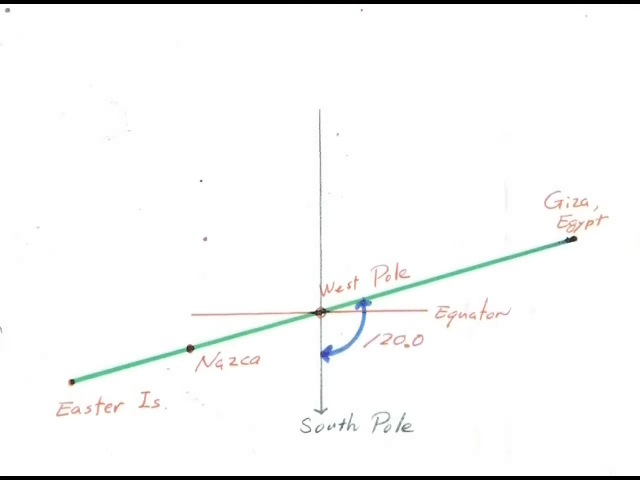 Giza,
Egypt
West Pole
Equator
120.0
Nazca
Easter Is.
South Pole